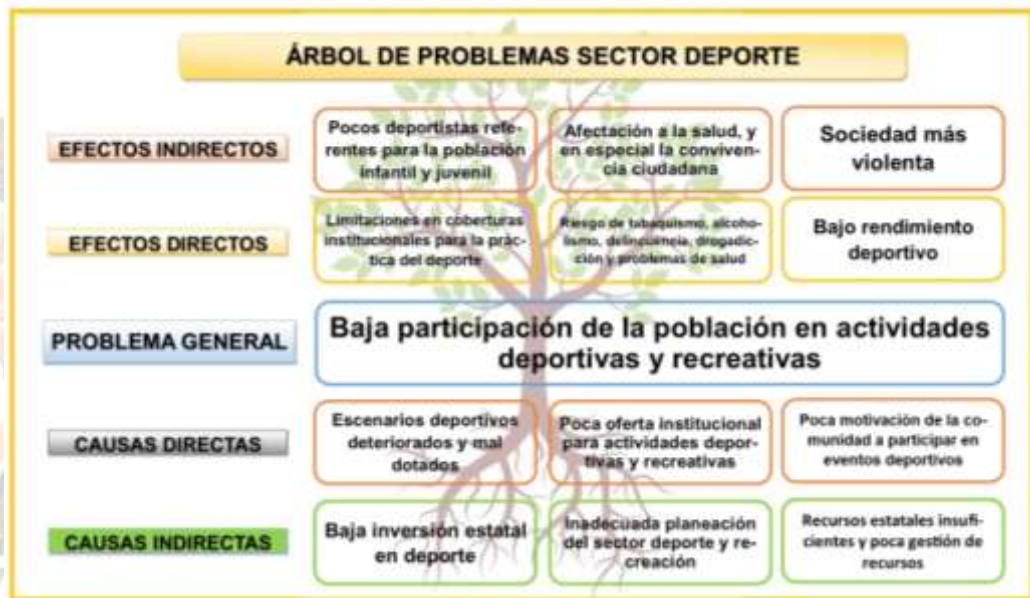 ÁRBOL DE PROBLEMAS SECTOR DEPORTE
EFECTOS INDIRECTOS
Pocos deportistas refe-
rentes para la población
infantil y juvenil
Afectación a la salud, y
en especial la conviven-
cia ciudadana
Sociedad más
violenta
EFECTOS DIRECTOS
Limitaciones en coberturas
institucionales para la prác-
tica del deporte
Riesgo de tabaquismo, alcoho-
lismo, delincuencia, drogadic-
ción y problemas de salud
Bajo rendimiento
deportivo
PROBLEMA GENERAL
Baja participación de la población en actividades
deportivas y recreativas
CAUSAS DIRECTAS
Escenarios deportivos
deteriorados y mal
dotados
Poca oferta institucional
para actividades depor-
tivas y recreativas
Poca motivación de la co-
munidad a participar en
eventos deportivos
CAUSAS INDIRECTAS
Baja inversión estatal
en deporte
Inadecuada planeación
del sector deporte y re-
creación
Recursos estatales insufi-
cientes y poca gestión de
recursos